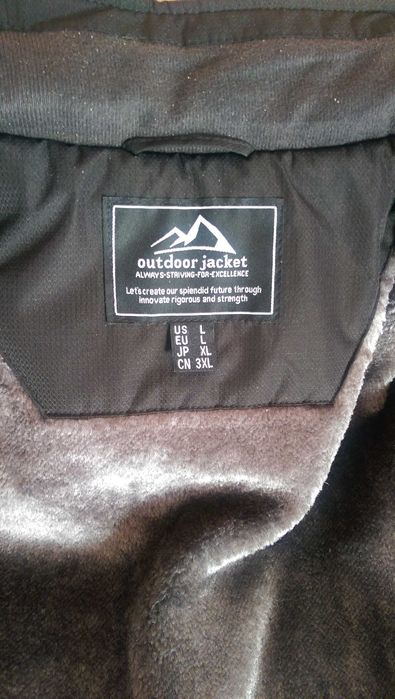 outdoor jacket
ALWAYS-STRIVING-FOR-EXCELLENCE
Let's create our splendid future through
innovate rigorous and strength
US L
EU L
JP XL
CN 3XL